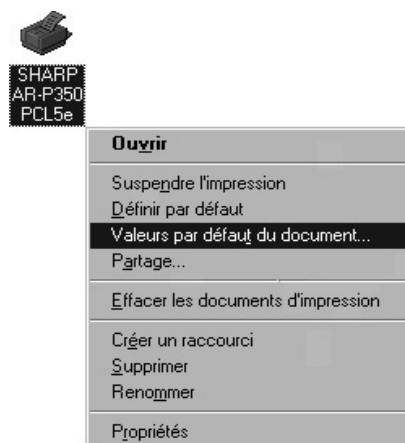 SHARP
AR-P350
PCL5e
Ouvrir
Suspendre l'impression
Définir par défaut
Valeurs par défaut du document...
Partage...
Effacer les documents d'impression
Créer un raccourci
Supprimer
Renommer
Propriétés